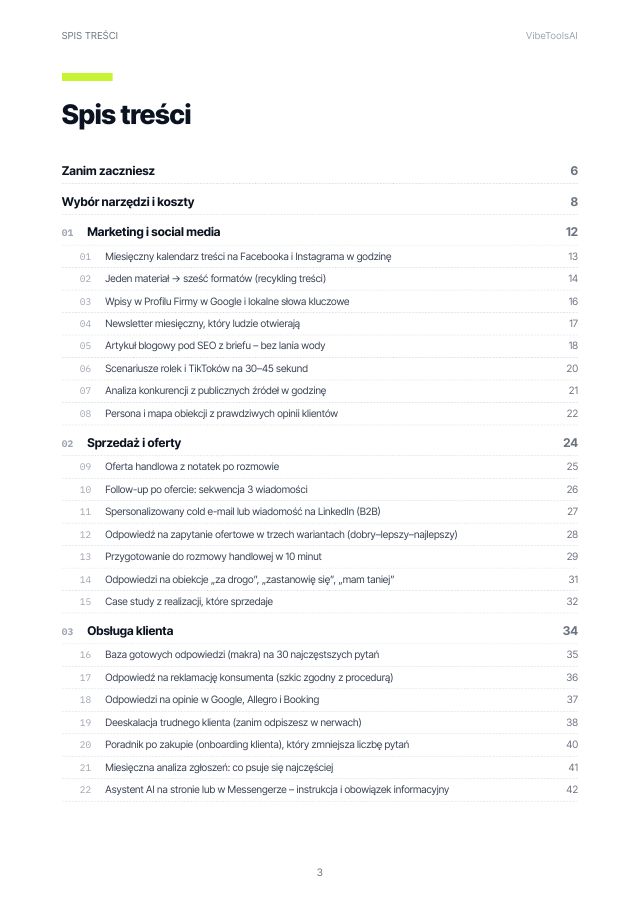 SPIS TREŚCI VibeToolsAI
Spis treści
Zanim zaczniesz 6
Wybór narzędzi i koszty 8
01 Marketing i social media 12
01 Miesięczny kalendarz treści na Facebooka i Instagrama w godzinę 13
02 Jeden materiał → sześć formatów (recykling treści) 14
03 Wpisy w Profilu Firmy w Google i lokalne słowa kluczowe 16
04 Newsletter miesięczny, który ludzie otwierają 17
05 Artykuł blogowy pod SEO z briefu – bez lania wody 18
06 Scenariusze rolek i TikToków na 30–45 sekund 20
07 Analiza konkurencji z publicznych źródeł w godzinę 21
08 Persona i mapa obiekcji z prawdziwych opinii klientów 22
02 Sprzedaż i oferty 24
09 Oferta handlowa z notatek po rozmowie 25
10 Follow-up po ofercie: sekwencja 3 wiadomości 26
11 Spersonalizowany cold e-mail lub wiadomość na LinkedIn (B2B) 27
12 Odpowiedź na zapytanie ofertowe w trzech wariantach (dobry–lepszy–najlepszy) 28
13 Przygotowanie do rozmowy handlowej w 10 minut 29
14 Odpowiedzi na obiekcje „za drogo”, „zastanowię się”, „mam taniej” 31
15 Case study z realizacji, które sprzedaje 32
03 Obsługa klienta 34
16 Baza gotowych odpowiedzi (makra) na 30 najczęstszych pytań 35
17 Odpowiedź na reklamację konsumenta (szkic zgodny z procedurą) 36
18 Odpowiedzi na opinie w Google, Allegro i Booking 37
19 Deeskalacja trudnego klienta (zanim odpiszesz w nerwach) 38
20 Poradnik po zakupie (onboarding klienta), który zmniejsza liczbę pytań 40
21 Miesięczna analiza zgłoszeń: co psuje się najczęściej 41
22 Asystent AI na stronie lub w Messengerze – instrukcja i obowiązek informacyjny 42
3